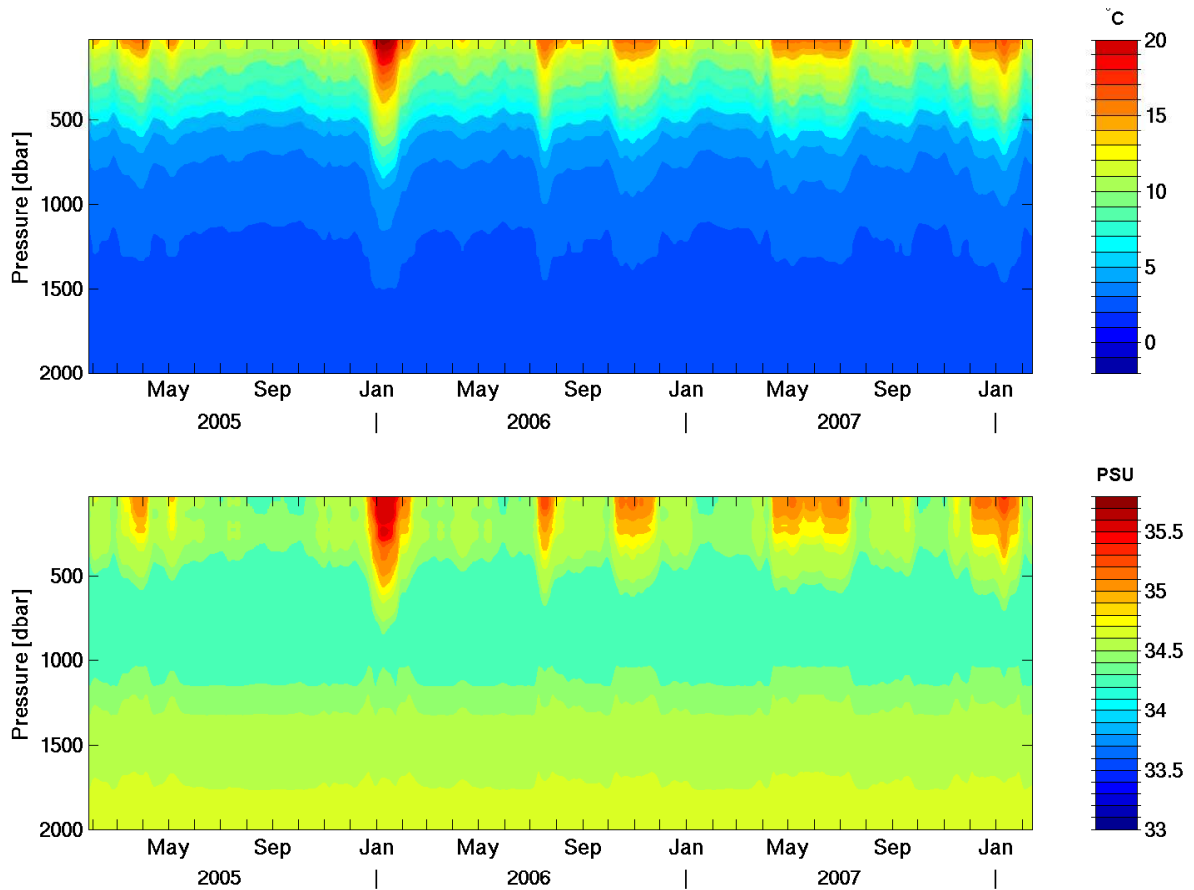 °C
20
15
10
5
0
Pressure [dbar]
500
1000
1500
2000
May Sep Jan May Sep Jan May Sep Jan
2005 | 2006 | 2007 |
PSU
35.5
35
34.5
34
33.5
33
Pressure [dbar]
500
1000
1500
2000
May Sep Jan May Sep Jan May Sep Jan
2005 | 2006 | 2007 |